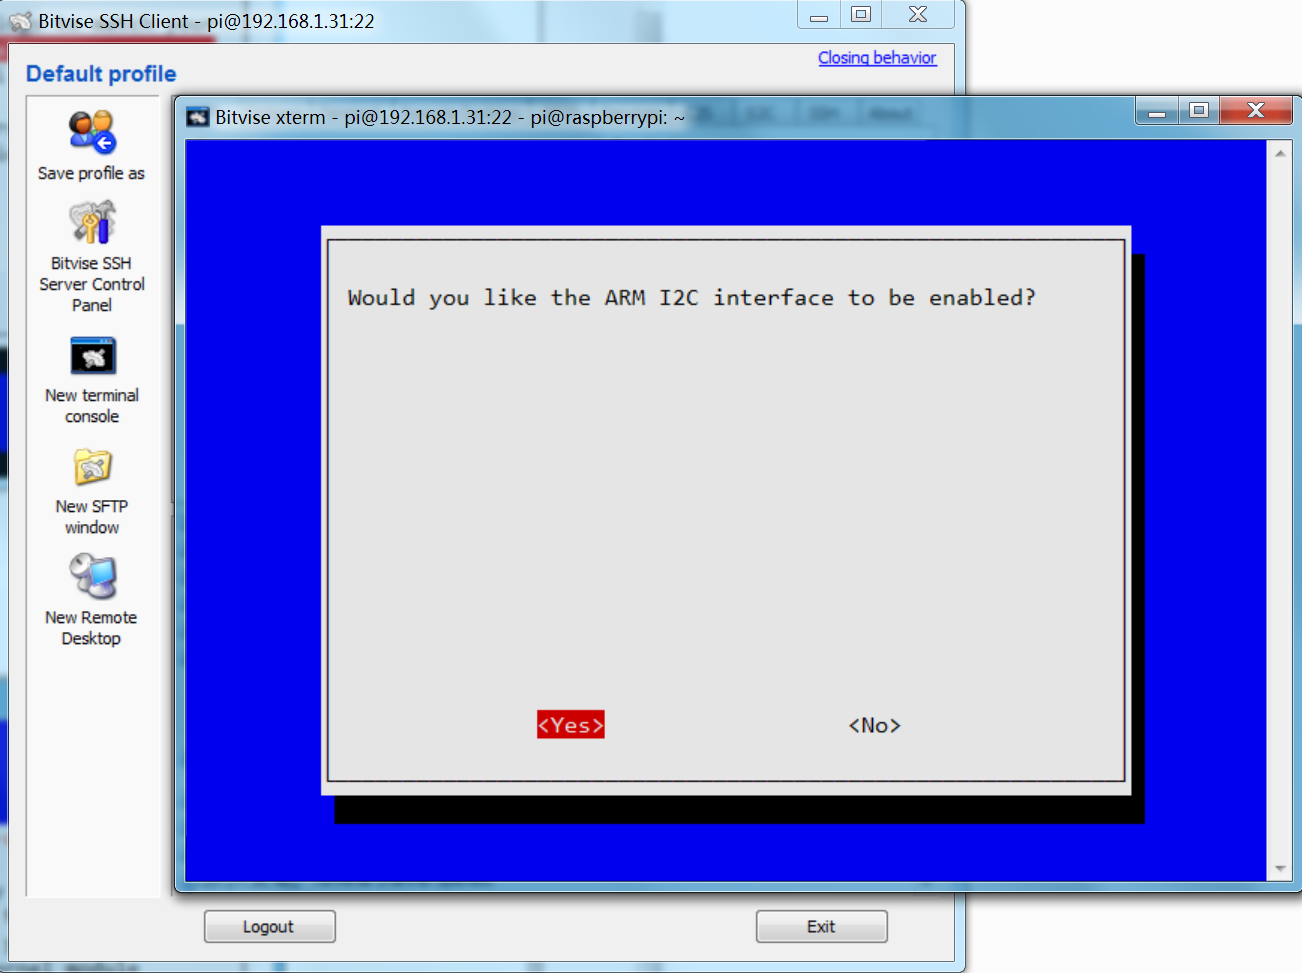 Bitvise SSH Client - pi@192.168.1.31:22
Closing behavior
Default profile
Bitvise xterm - pi@192.168.1.31:22 - pi@raspberrypi: ~
Save profile as
Bitvise SSH
Server Control
Panel
New terminal
console
New SFTP
window
New Remote
Desktop
Would you like the ARM I2C interface to be enabled?
<Yes>
<No>
Logout
Exit